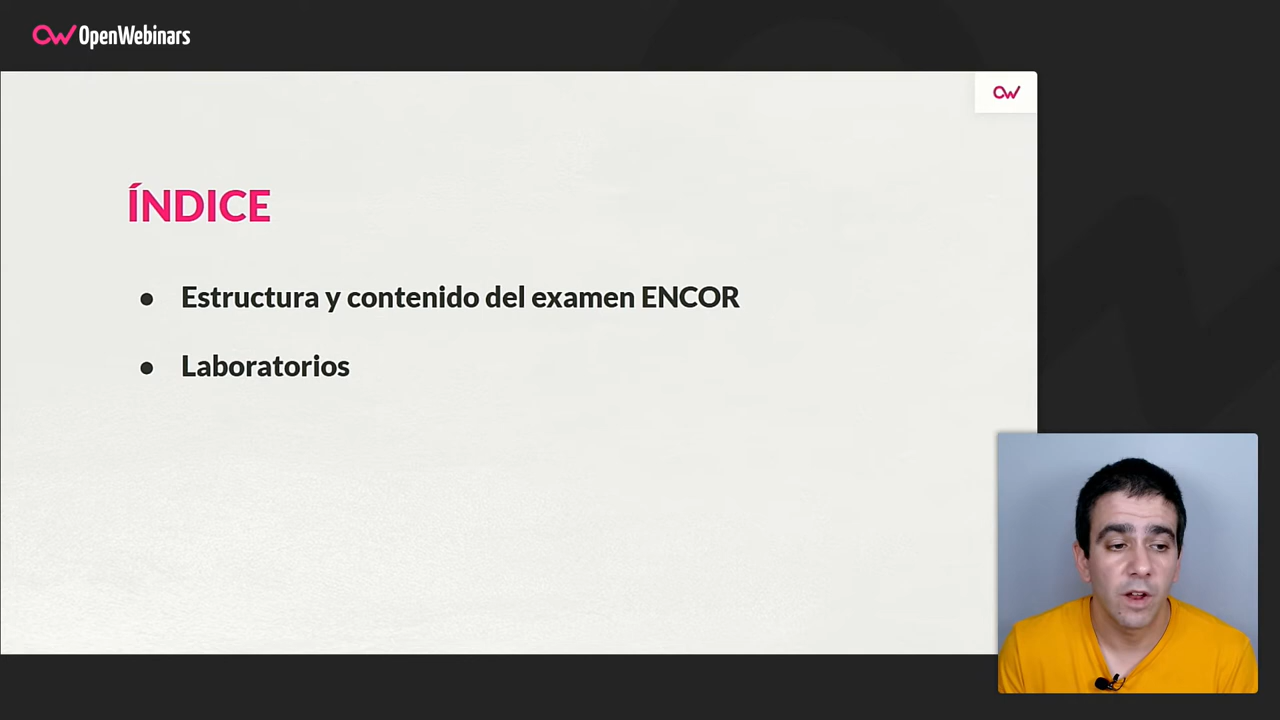 OpenWebinars
ÍNDICE
● Estructura y contenido del examen ENCOR
● Laboratorios